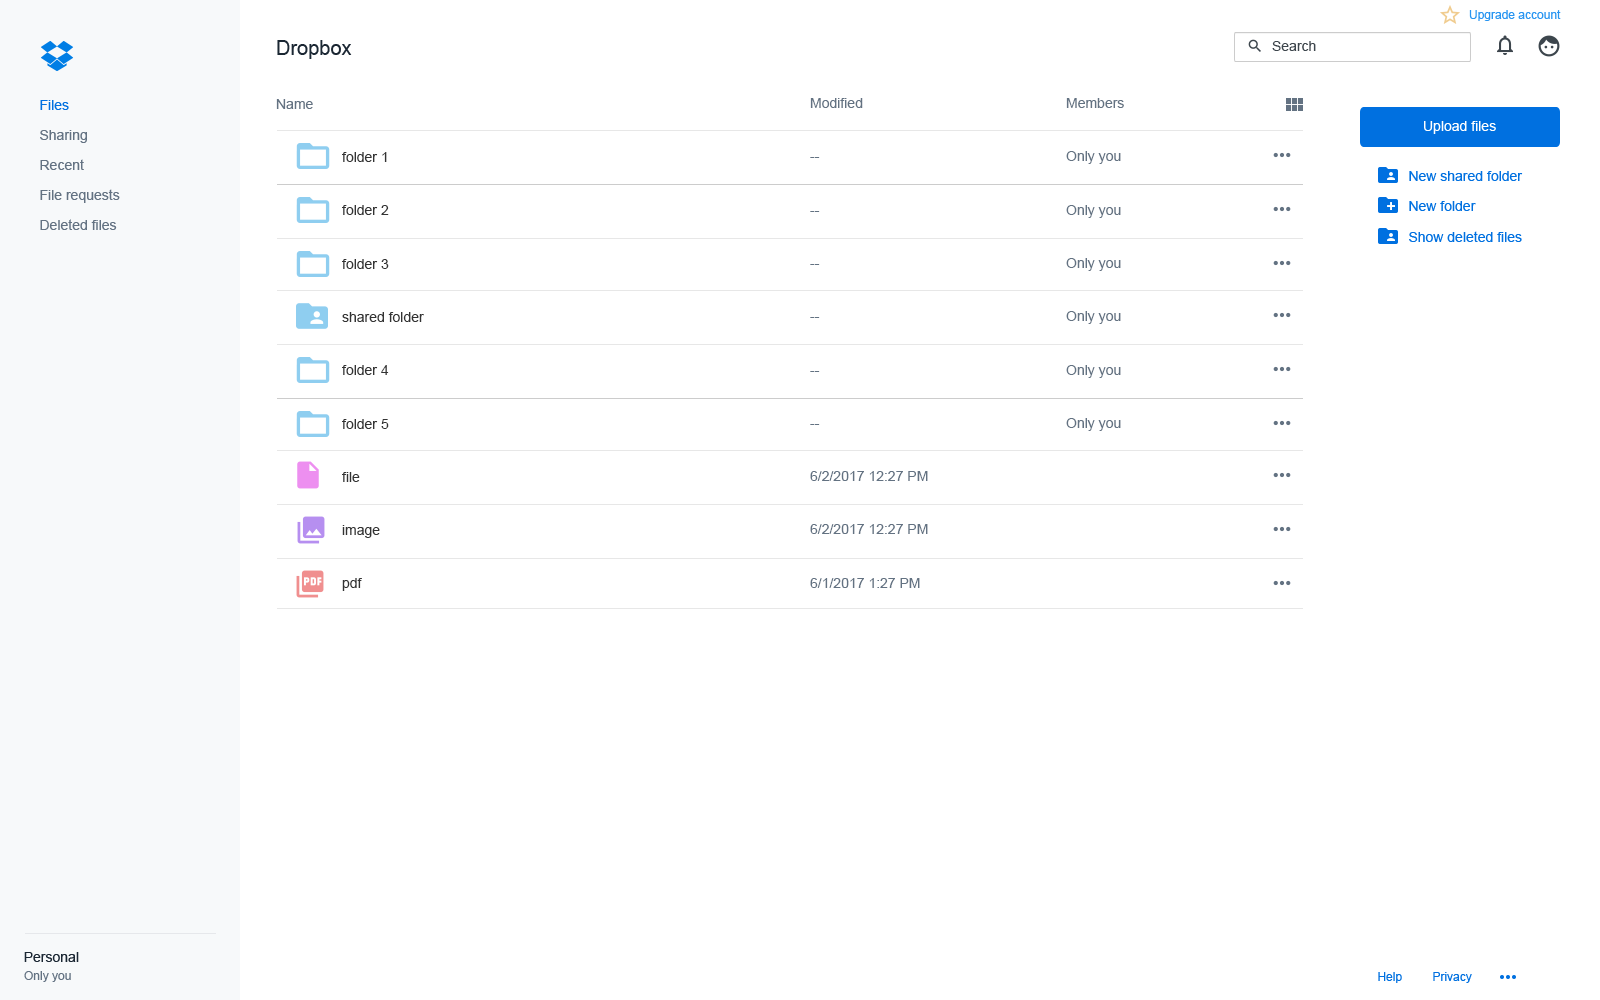 Upgrade account
Dropbox
Search
Files
Sharing
Recent
File requests
Deleted files
Name Modified Members
folder 1 -- Only you •••
folder 2 -- Only you •••
folder 3 -- Only you •••
shared folder -- Only you •••
folder 4 -- Only you •••
folder 5 -- Only you •••
file 6/2/2017 12:27 PM •••
image 6/2/2017 12:27 PM •••
PDF pdf 6/1/2017 1:27 PM •••
Upload files
New shared folder
New folder
Show deleted files
Personal
Only you
Help Privacy •••